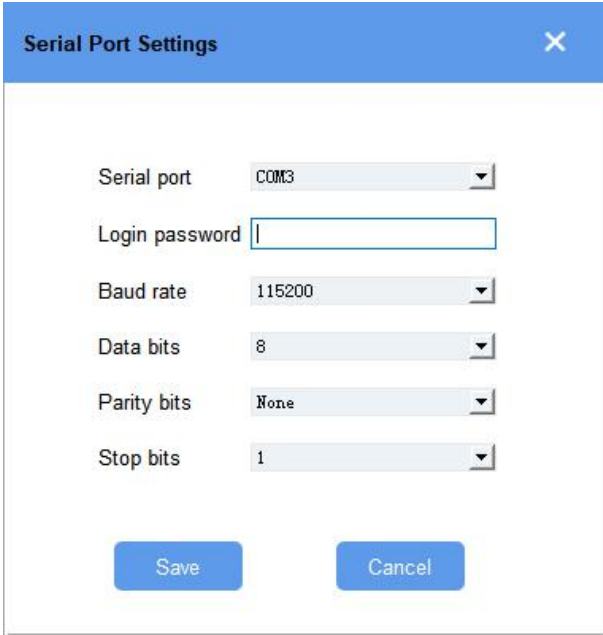 Serial Port Settings
Serial port COM3
Login password
Baud rate 115200
Data bits 8
Parity bits None
Stop bits 1
Save Cancel